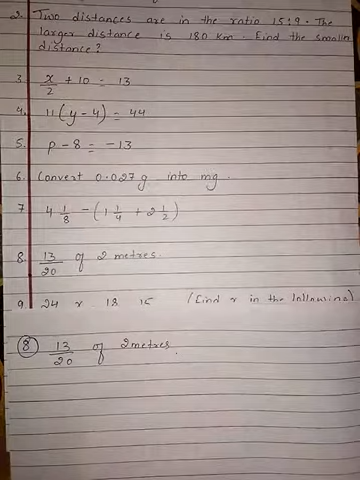 2. Two distances are in the ratio 15:9. The
larger distance is 180 km. Find the smaller
distance?
3. x/2 + 10 = 13
4. 11(y - 4) = 44
5. p - 8 = -13
6. Convert 0.027 g into mg.
7 4 1/8 - (1 1/4 + 2 1/2)
8. 13/20 of 2 metres.
9. 24 x 18 15 (Find x in the following)
8 13/20 of 2 metres.